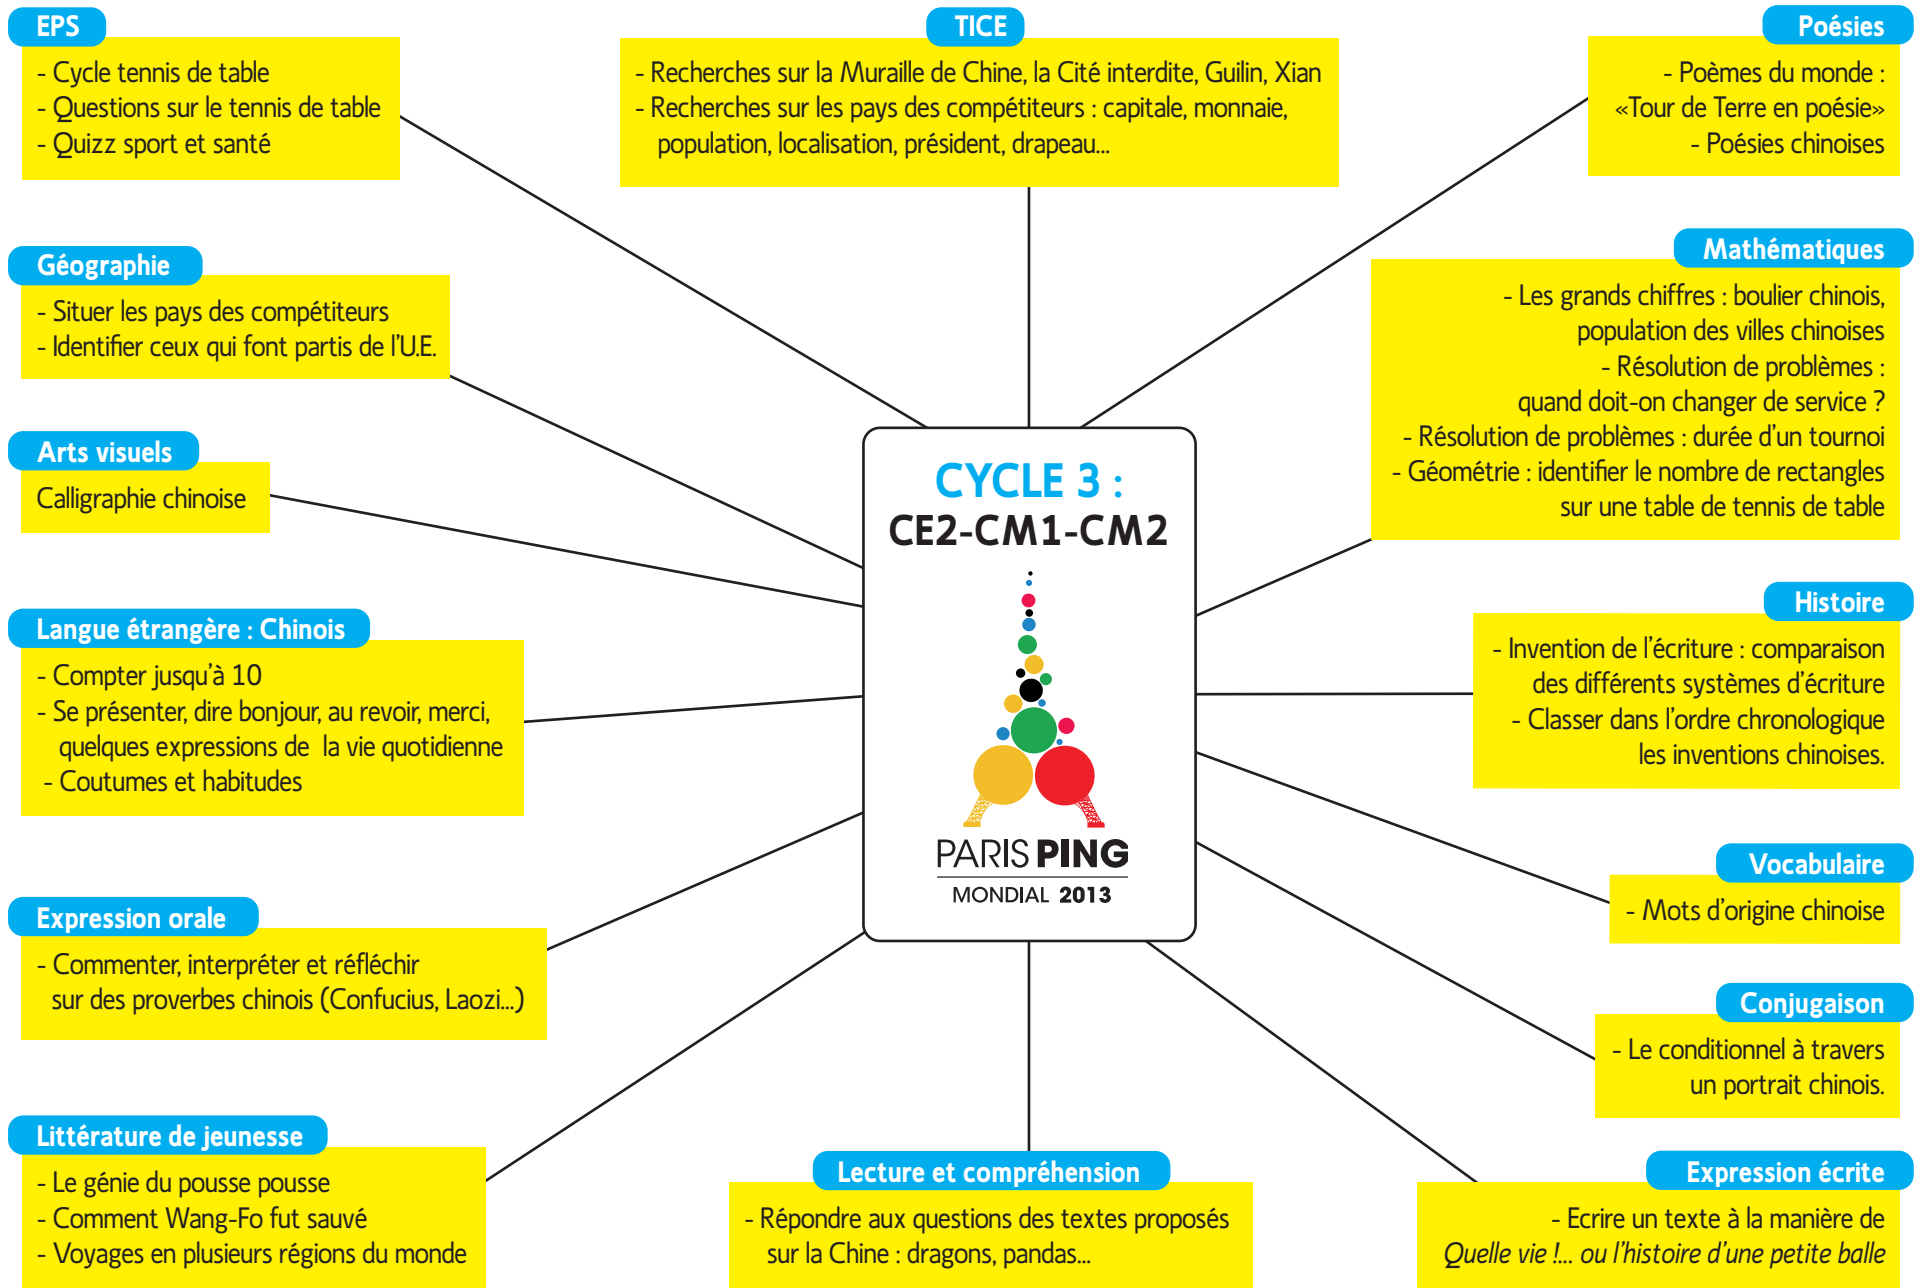 EPS
- Cycle tennis de table
- Questions sur le tennis de table
- Quizz sport et santé
TICE
- Recherches sur la Muraille de Chine, la Cité interdite, Guilin, Xian
- Recherches sur les pays des compétiteurs : capitale, monnaie,
population, localisation, président, drapeau...
Poésies
- Poèmes du monde :
«Tour de Terre en poésie»
- Poésies chinoises
Géographie
- Situer les pays des compétiteurs
- Identifier ceux qui font partis de l'U.E.
Mathématiques
- Les grands chiffres : boulier chinois,
population des villes chinoises
- Résolution de problèmes :
quand doit-on changer de service ?
- Résolution de problèmes : durée d'un tournoi
- Géométrie : identifier le nombre de rectangles
sur une table de tennis de table
Arts visuels
Calligraphie chinoise
CYCLE 3 :
CE2-CM1-CM2
PARIS PING
MONDIAL 2013
Langue étrangère : Chinois
- Compter jusqu'à 10
- Se présenter, dire bonjour, au revoir, merci,
quelques expressions de la vie quotidienne
- Coutumes et habitudes
Histoire
- Invention de l'écriture : comparaison
des différents systèmes d'écriture
- Classer dans l'ordre chronologique
les inventions chinoises.
Vocabulaire
- Mots d'origine chinoise
Expression orale
- Commenter, interpréter et réfléchir
sur des proverbes chinois (Confucius, Laozi...)
Conjugaison
- Le conditionnel à travers
un portrait chinois.
Littérature de jeunesse
- Le génie du pousse pousse
- Comment Wang-Fo fut sauvé
- Voyages en plusieurs régions du monde
Lecture et compréhension
- Répondre aux questions des textes proposés
sur la Chine : dragons, pandas...
Expression écrite
- Ecrire un texte à la manière de
Quelle vie !... ou l'histoire d'une petite balle